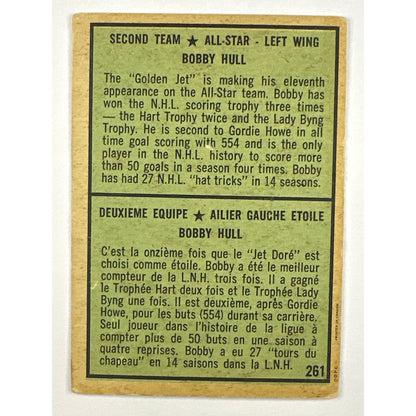 SECOND TEAM ★ ALL-STAR - LEFT WING
BOBBY HULL
The "Golden Jet" is making his eleventh
appearance on the All-Star team. Bobby has
won the N.H.L. scoring trophy three times
— the Hart Trophy twice and the Lady Byng
Trophy. He is second to Gordie Howe in all
time goal scoring with 554 and is the only
player in the N.H.L. history to score more
than 50 goals in a season four times. Bobby
has had 27 N.H.L. "hat tricks" in 14 seasons.
DEUXIEME EQUIPE ★ AILIER GAUCHE ETOILE
BOBBY HULL
C'est la onzième fois que le "Jet Doré" est
choisi comme étoile. Bobby a été le meilleur
compteur de la L.N.H. trois fois. Il a gagné
le Trophée Hart deux fois et le Trophée Lady
Byng une fois. Il est deuxième, après Gordie
Howe, pour les buts (554) durant sa carrière.
Seul joueur dans l'histoire de la ligue à
compter plus de 50 buts en une saison à
quatre reprises. Bobby a eu 27 "tours du
chapeau" en 14 saisons dans la L.N.H.
261